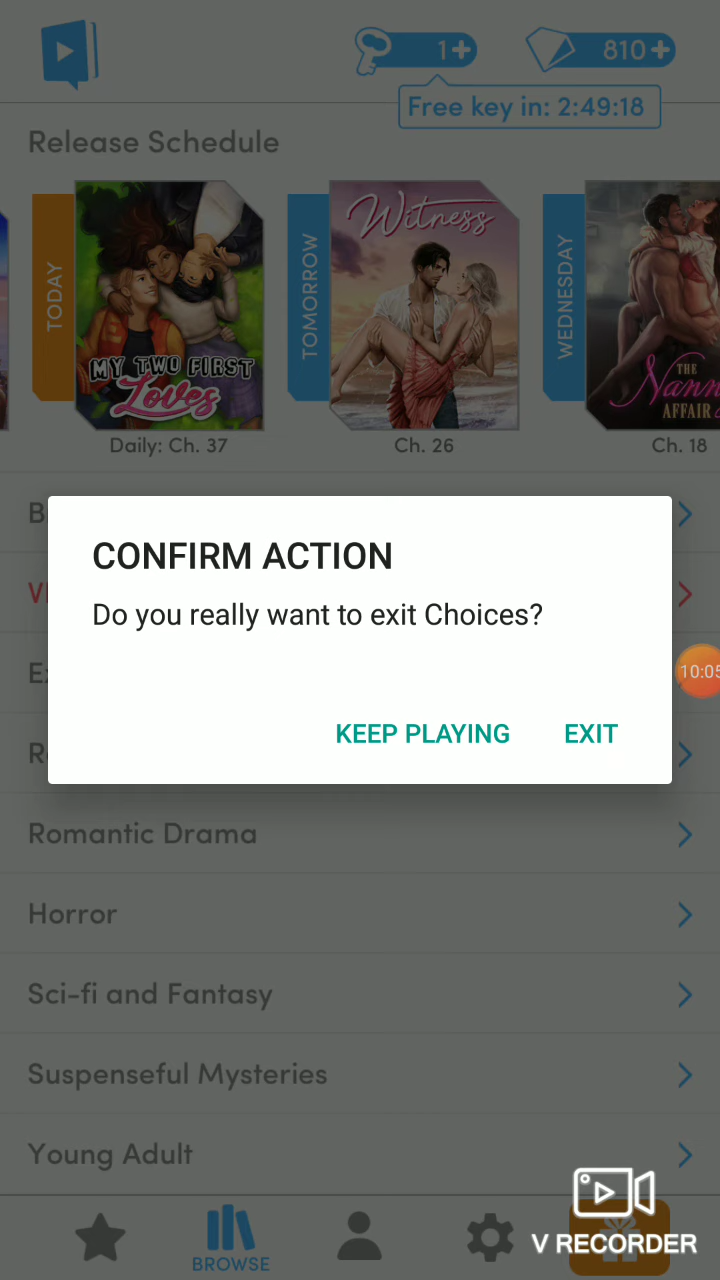 1+
810+
Free key in: 2:49:18
Release Schedule
TODAY
MY TWO FIRST
Loves
Daily: Ch. 37
TOMORROW
Witness
Ch. 26
WEDNESDAY
THE
AFFAIR
Ch. 18
CONFIRM ACTION
Do you really want to exit Choices?
10:05
KEEP PLAYING EXIT
Romantic Drama
Horror
Sci-fi and Fantasy
Suspenseful Mysteries
Young Adult
BROWSE
V RECORDER